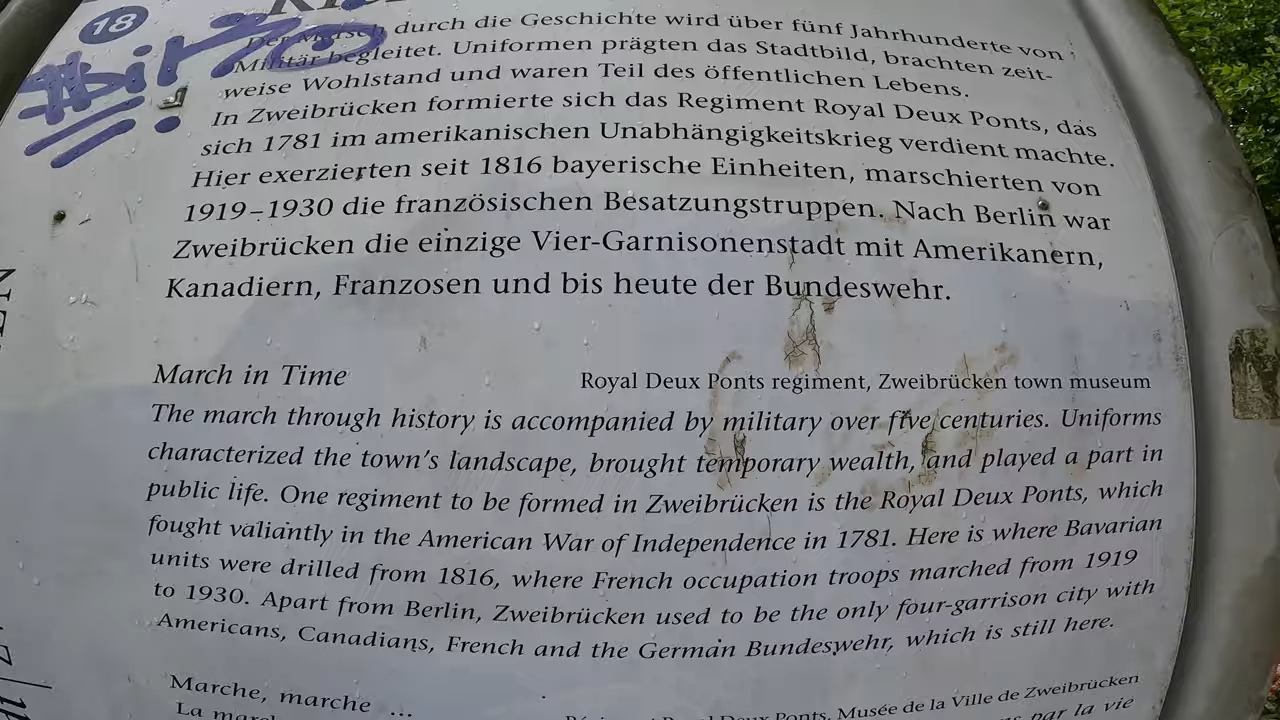 18
Der Marsch durch die Geschichte wird über fünf Jahrhunderte von
Militär begleitet. Uniformen prägten das Stadtbild, brachten zeit-
weise Wohlstand und waren Teil des öffentlichen Lebens.
In Zweibrücken formierte sich das Regiment Royal Deux Ponts, das
sich 1781 im amerikanischen Unabhängigkeitskrieg verdient machte.
Hier exerzierten seit 1816 bayerische Einheiten, marschierten von
1919–1930 die französischen Besatzungstruppen. Nach Berlin war
Zweibrücken die einzige Vier-Garnisonenstadt mit Amerikanern,
Kanadiern, Franzosen und bis heute der Bundeswehr.
March in Time
Royal Deux Ponts regiment, Zweibrücken town museum
The march through history is accompanied by military over five centuries. Uniforms
characterized the town's landscape, brought temporary wealth, and played a part in
public life. One regiment to be formed in Zweibrücken is the Royal Deux Ponts, which
fought valiantly in the American War of Independence in 1781. Here is where Bavarian
units were drilled from 1816, where French occupation troops marched from 1919
to 1930. Apart from Berlin, Zweibrücken used to be the only four-garrison city with
Americans, Canadians, French and the German Bundeswehr, which is still here.
Marche, marche ...
Royal Deux Ponts, Musée de la Ville de Zweibrücken
La
par la vie